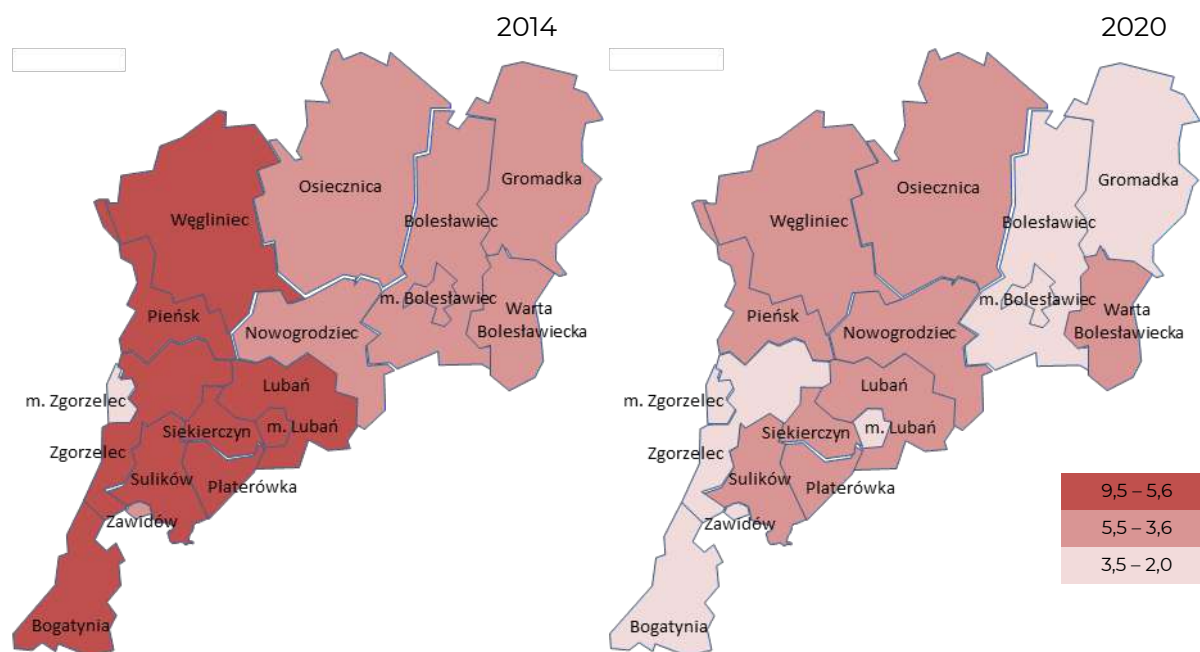 2014
Osiecznica
Gromadka
Węgliniec
Bolesławiec
m. Bolesławiec
Pieńsk
Nowogrodziec
Warta
Bolesławiecka
Lubań
m. Zgorzelec
m. Lubań
Siekierczyn
Zgorzelec
Sulików
Platerówka
Zawidów
Bogatynia
2020
Gromadka
Osiecznica
Węgliniec
Bolesławiec
m. Bolesławiec
Pieńsk
Warta
Bolesławiecka
Nowogrodziec
Lubań
m. Zgorzelec
m. Lubań
Siekierczyn
Zgorzelec
Sulików
Platerówka
Zawidów
Bogatynia
9,5 – 5,6
5,5 – 3,6
3,5 – 2,0